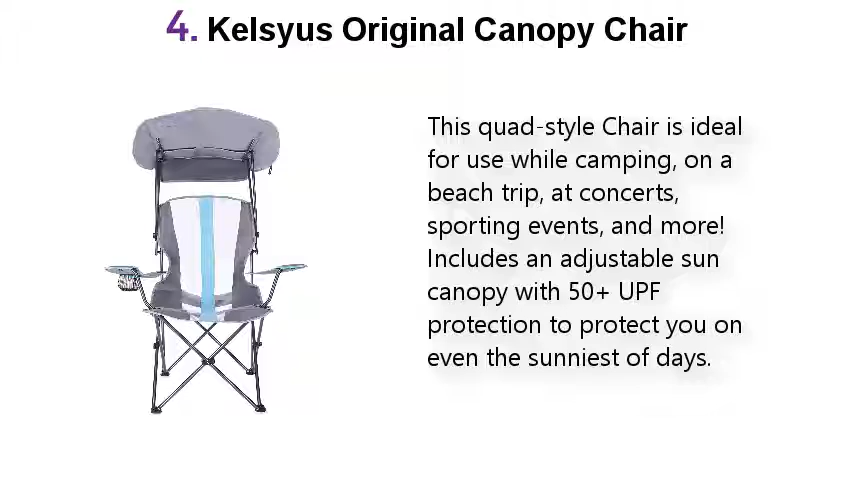 4. Kelsyus Original Canopy Chair
This quad-style Chair is ideal
for use while camping, on a
beach trip, at concerts,
sporting events, and more!
Includes an adjustable sun
canopy with 50+ UPF
protection to protect you on
even the sunniest of days.